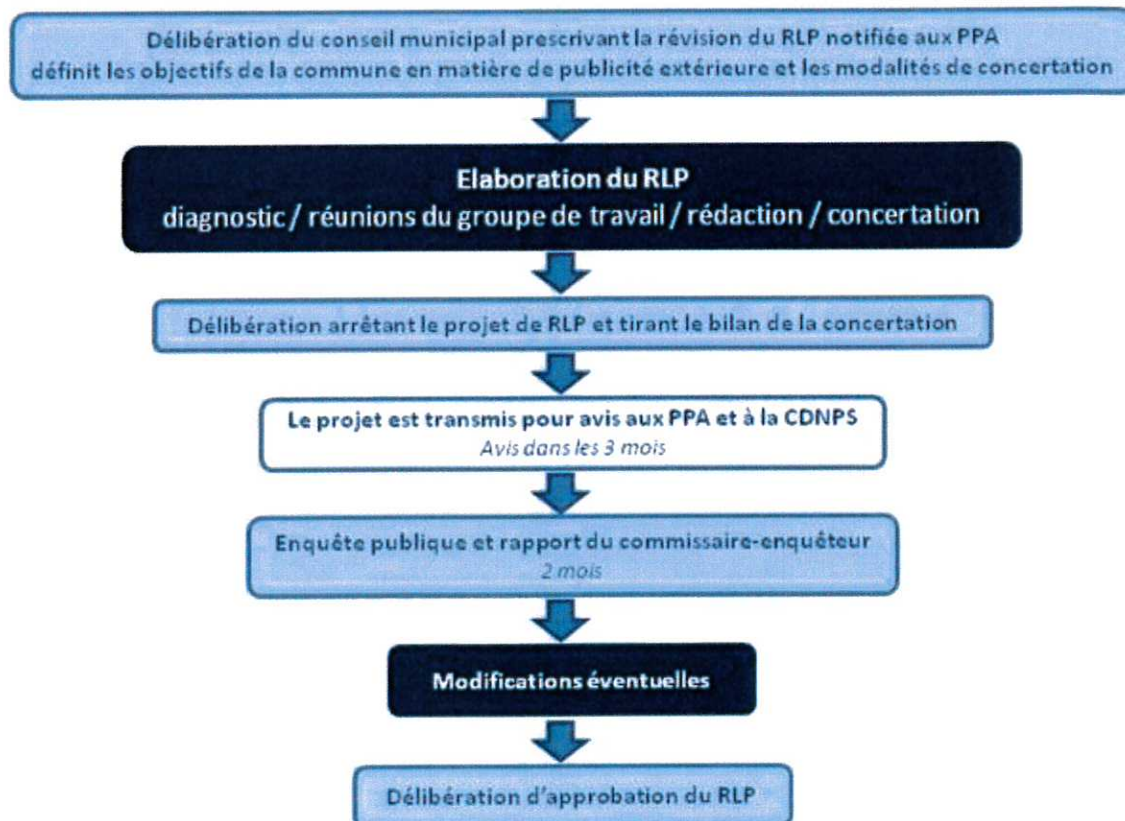 Délibération du conseil municipal prescrivant la révision du RLP notifiée aux PPA
définit les objectifs de la commune en matière de publicité extérieure et les modalités de concertation
Elaboration du RLP
diagnostic / réunions du groupe de travail / rédaction / concertation
Délibération arrêtant le projet de RLP et tirant le bilan de la concertation
Le projet est transmis pour avis aux PPA et à la CDNPS
Avis dans les 3 mois
Enquête publique et rapport du commissaire-enquêteur
2 mois
Modifications éventuelles
Délibération d'approbation du RLP